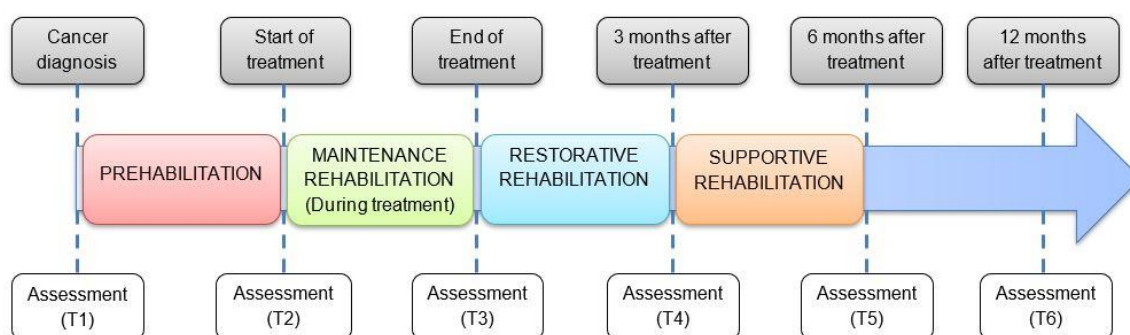 Cancer
diagnosis
Start of
treatment
End of
treatment
3 months after
treatment
6 months after
treatment
12 months
after treatment
PREHABILITATION
MAINTENANCE
REHABILITATION
(During treatment)
RESTORATIVE
REHABILITATION
SUPPORTIVE
REHABILITATION
Assessment
(T1)
Assessment
(T2)
Assessment
(T3)
Assessment
(T4)
Assessment
(T5)
Assessment
(T6)